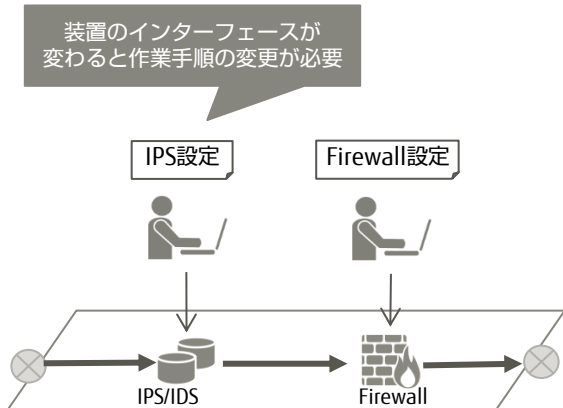 装置のインターフェースが
変わると作業手順の変更が必要
IPS設定
Firewall設定
IPS/IDS
Firewall